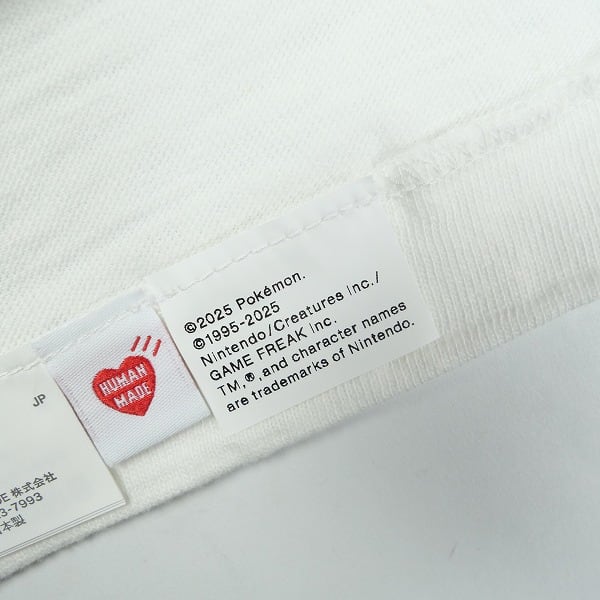 ©2025 Pokémon.
©1995-2025
Nintendo/Creatures Inc./
GAME FREAK Inc.
TM,®,and character names
are trademarks of Nintendo.
HUMAN
MADE
JP
DE 株式会社
3-7993
本製